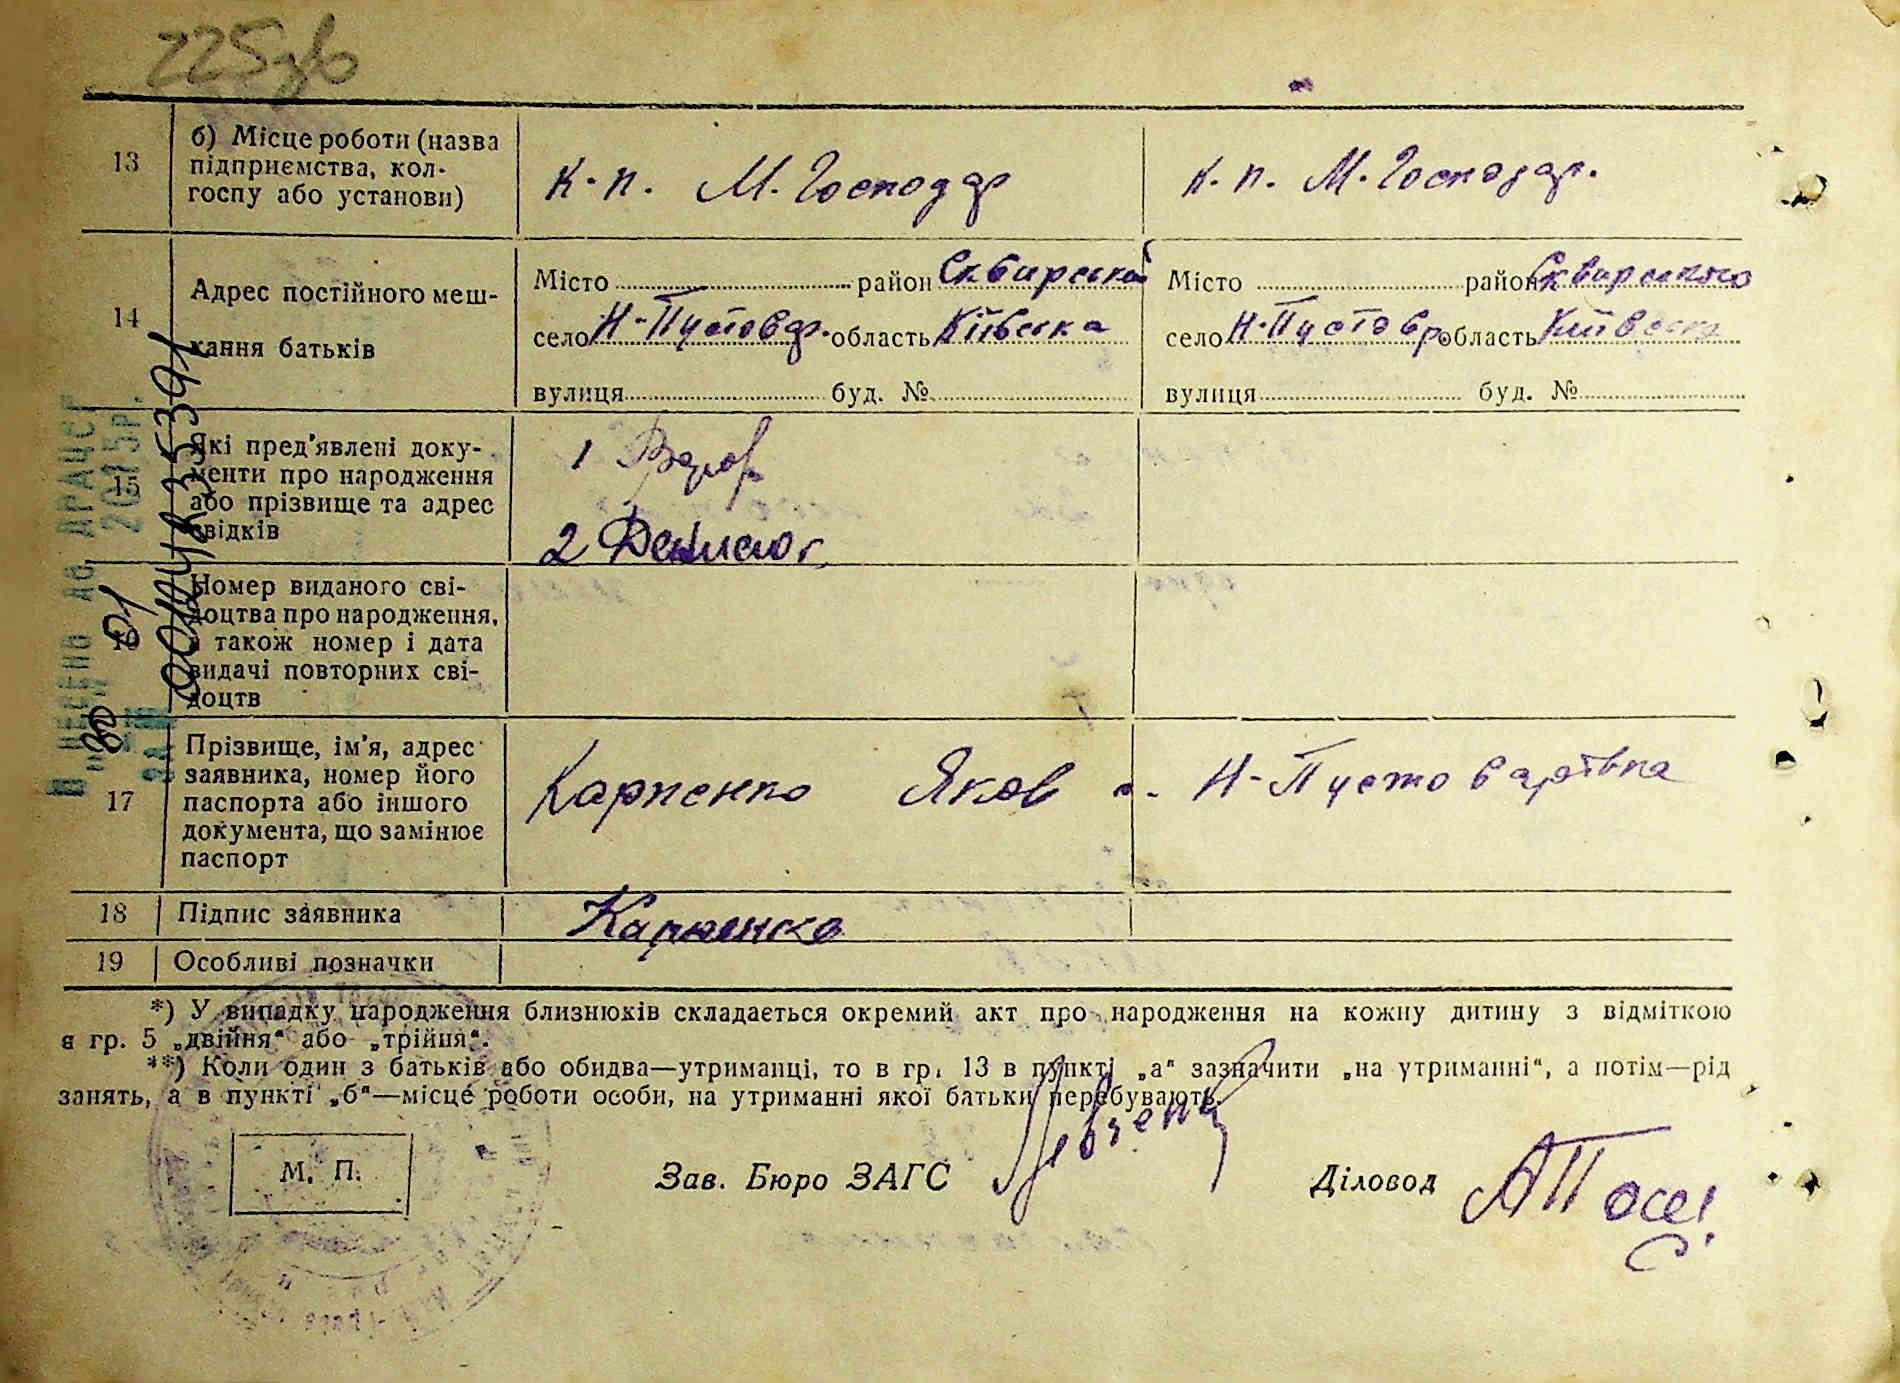 225зв
13
б) Місце роботи (назва
підприємства, кол-
госпу або установи)
к.п. М. Господар
к.п. М. Господар.
14
Адрес постійного меш-
кання батьків
Місто район Сквирський
село Н-Пустовар. область Київська
вулиця буд. №
Місто район Сквирського
село Н-Пустовар. область Київська
вулиця буд. №
15
Які пред'явлені доку-
менти про народження
або прізвище та адрес
свідків
1
2
16
Номер виданого сві-
доцтва про народження,
а також номер і дата
видачі повторних сві-
доцтв
17
Прізвище, ім'я, адрес
заявника, номер його
паспорта або іншого
документа, що замінює
паспорт
Карпенко Яков с. Н-Пустоварівка
18
Підпис заявника
Карпенко
19
Особливі позначки
*) У випадку народження близнюків складається окремий акт про народження на кожну дитину з відміткою
в гр. 5 „двійня“ або „трійня“.
**) Коли один з батьків або обидва—утриманці, то в гр. 13 в пункті „а“ зазначити „на утриманні“, а потім—рід
занять, а в пункті „б“—місце роботи особи, на утриманні якої батьки перебувають.
М. П.
Зав. Бюро ЗАГС
Діловод